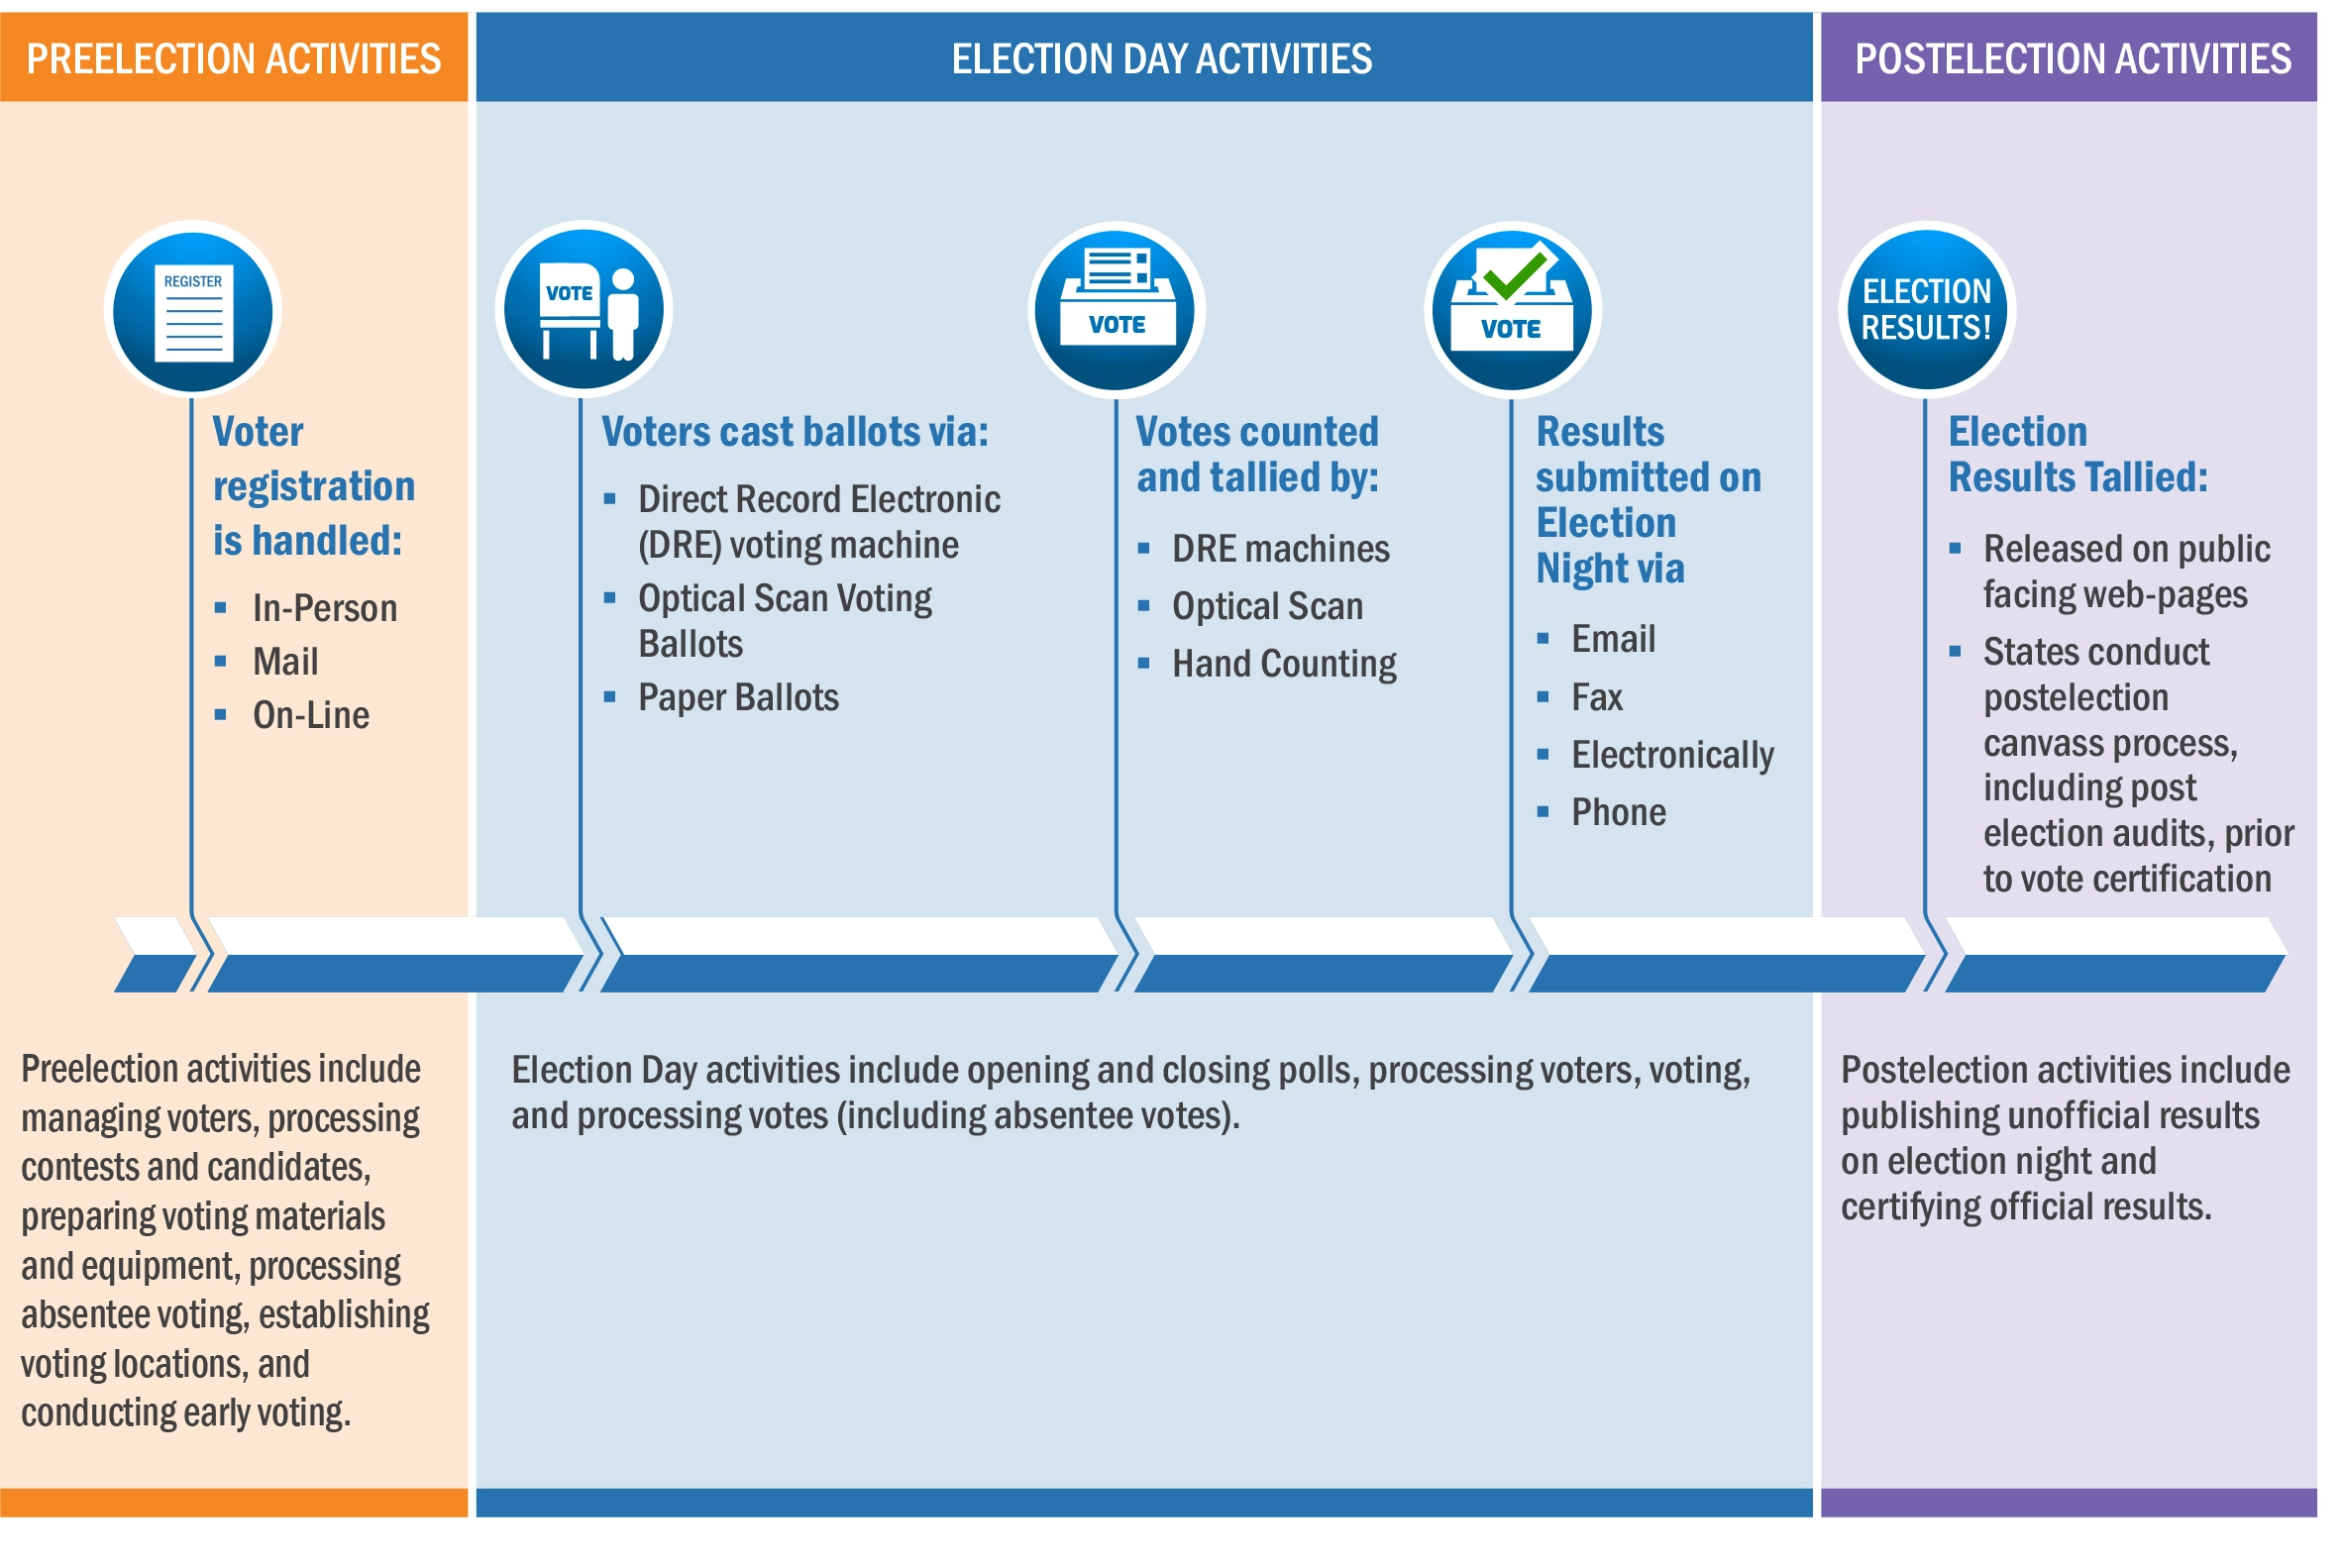 PREELECTION ACTIVITIES
ELECTION DAY ACTIVITIES
POSTELECTION ACTIVITIES
REGISTER
Voter
registration
is handled:
▪ In-Person
▪ Mail
▪ On-Line
VOTE
Voters cast ballots via:
▪ Direct Record Electronic
(DRE) voting machine
▪ Optical Scan Voting
Ballots
▪ Paper Ballots
VOTE
Votes counted
and tallied by:
▪ DRE machines
▪ Optical Scan
▪ Hand Counting
VOTE
Results
submitted on
Election
Night via
▪ Email
▪ Fax
▪ Electronically
▪ Phone
ELECTION
RESULTS!
Election
Results Tallied:
▪ Released on public
facing web-pages
▪ States conduct
postelection
canvass process,
including post
election audits, prior
to vote certification
Preelection activities include
managing voters, processing
contests and candidates,
preparing voting materials
and equipment, processing
absentee voting, establishing
voting locations, and
conducting early voting.
Election Day activities include opening and closing polls, processing voters, voting,
and processing votes (including absentee votes).
Postelection activities include
publishing unofficial results
on election night and
certifying official results.